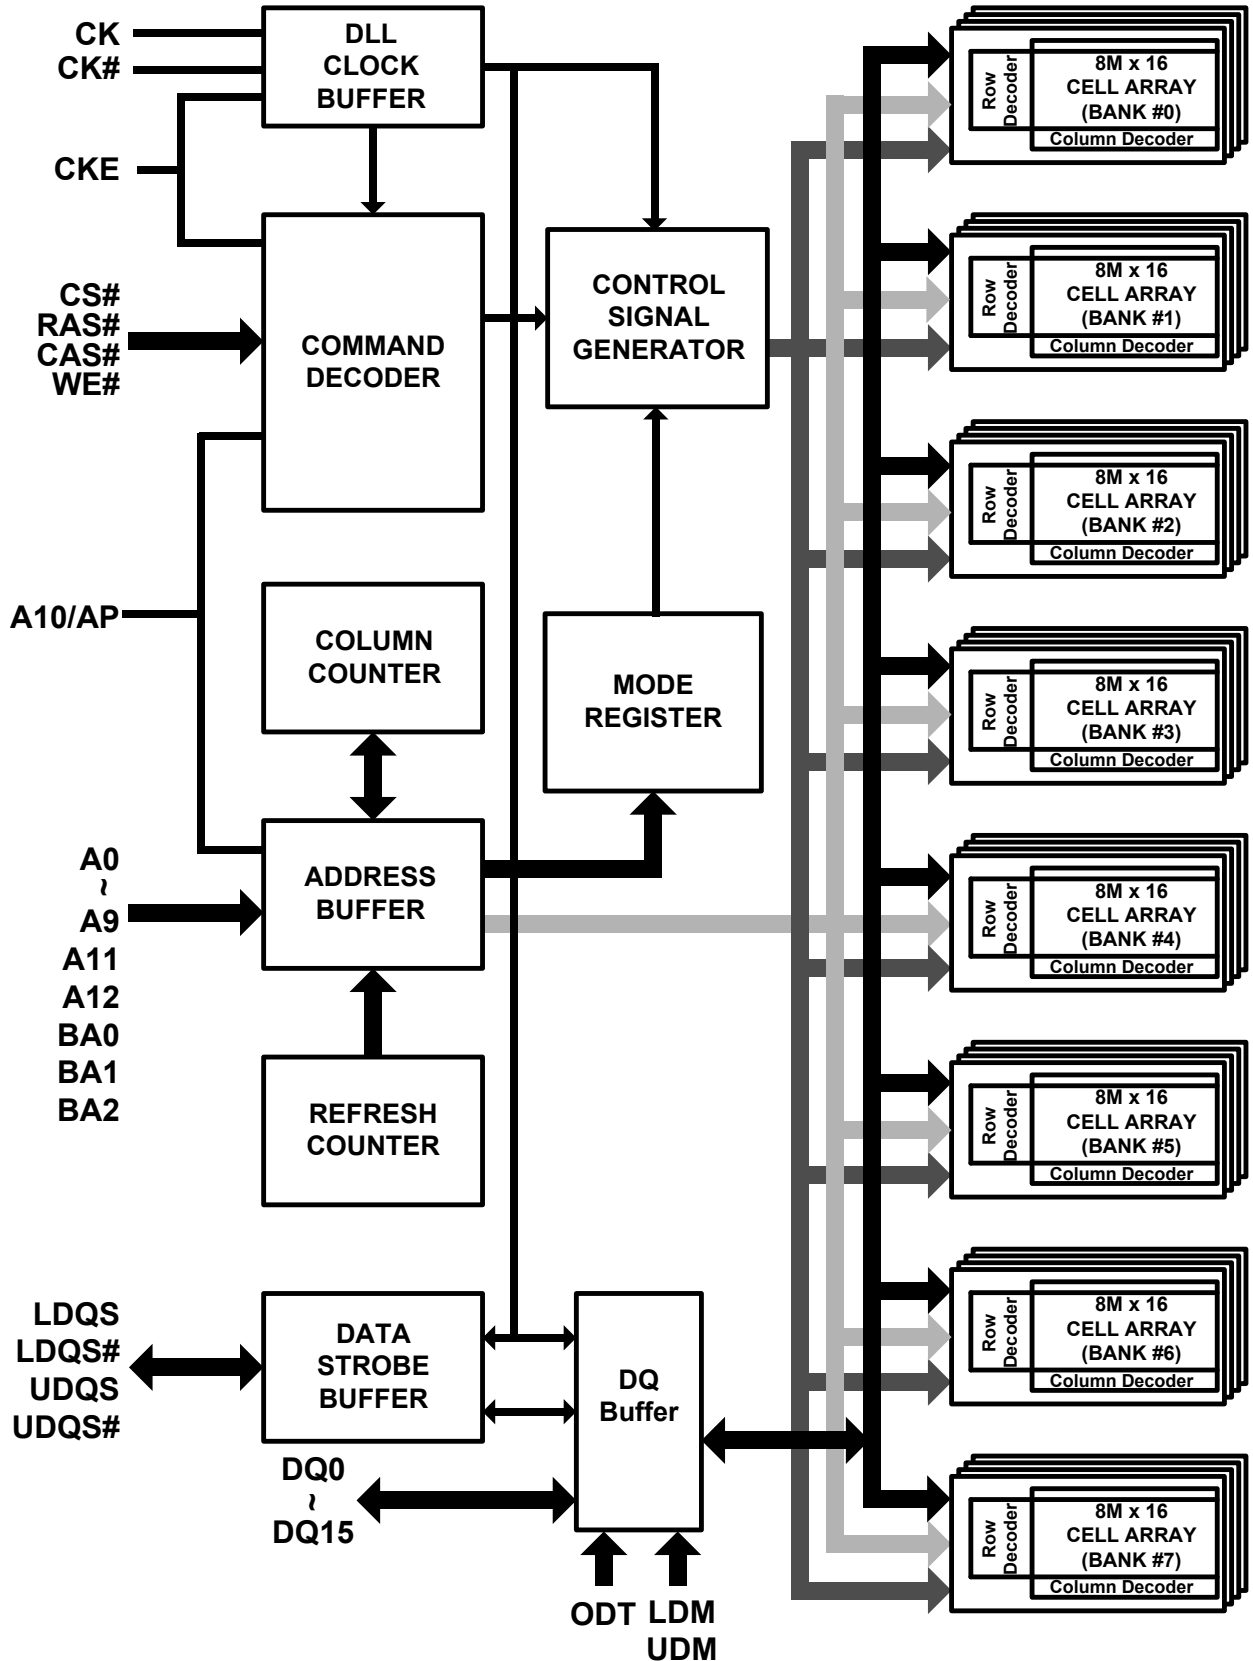 CK
CK#
CKE
CS#
RAS#
CAS#
WE#
A10/AP
A0
~
A9
A11
A12
BA0
BA1
BA2
LDQS
LDQS#
UDQS
UDQS#
DQ0
~
DQ15
DLL
CLOCK
BUFFER
COMMAND
DECODER
COLUMN
COUNTER
ADDRESS
BUFFER
REFRESH
COUNTER
DATA
STROBE
BUFFER
CONTROL
SIGNAL
GENERATOR
MODE
REGISTER
DQ
Buffer
ODT
LDM
UDM
Row
Decoder
8M x 16
CELL ARRAY
(BANK #0)
Column Decoder
Row
Decoder
8M x 16
CELL ARRAY
(BANK #1)
Column Decoder
Row
Decoder
8M x 16
CELL ARRAY
(BANK #2)
Column Decoder
Row
Decoder
8M x 16
CELL ARRAY
(BANK #3)
Column Decoder
Row
Decoder
8M x 16
CELL ARRAY
(BANK #4)
Column Decoder
Row
Decoder
8M x 16
CELL ARRAY
(BANK #5)
Column Decoder
Row
Decoder
8M x 16
CELL ARRAY
(BANK #6)
Column Decoder
Row
Decoder
8M x 16
CELL ARRAY
(BANK #7)
Column Decoder